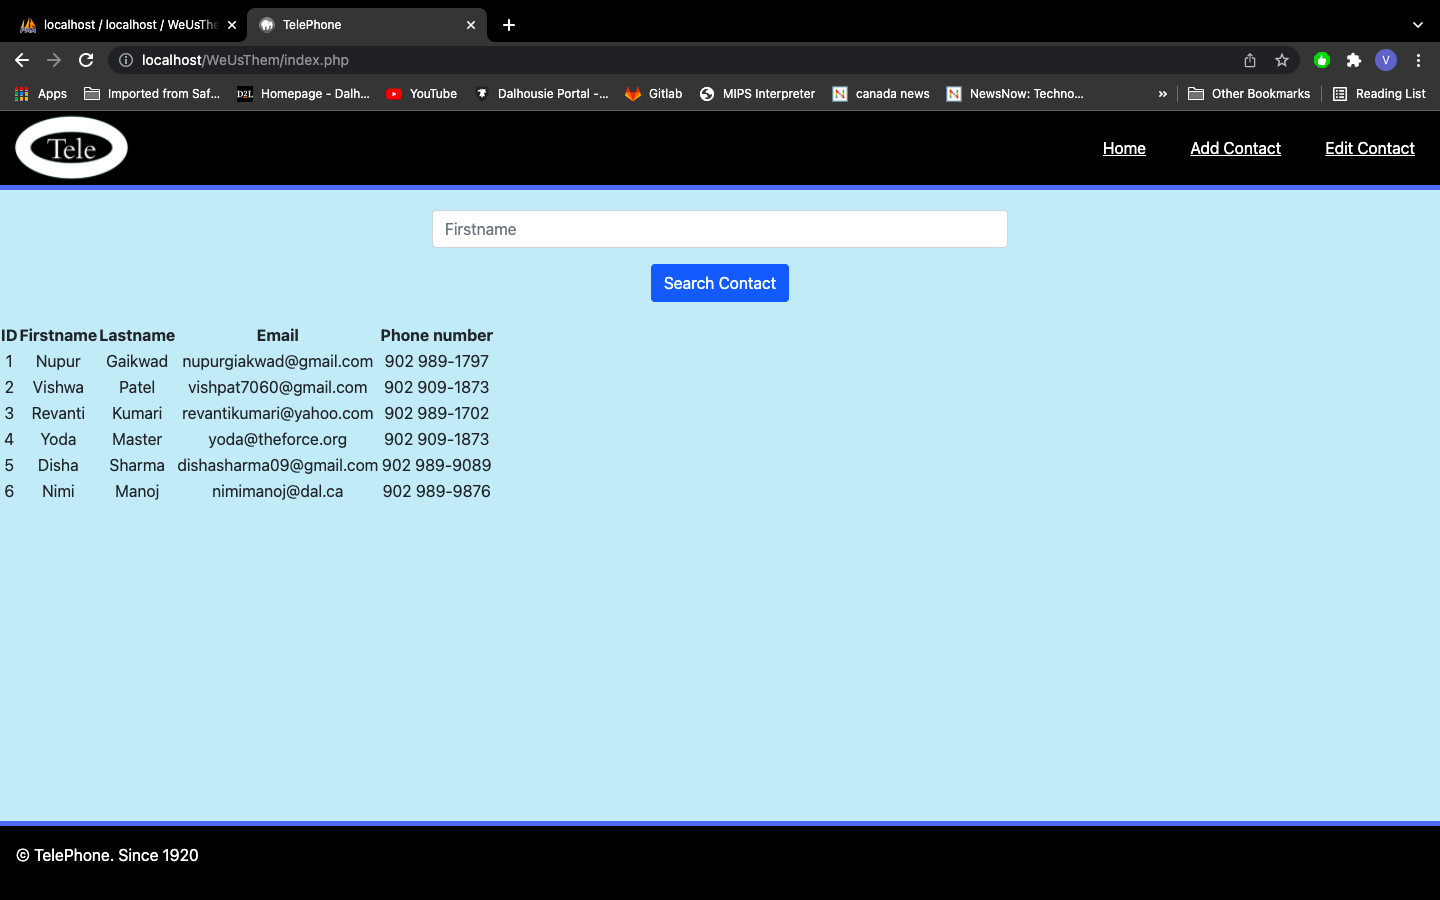 localhost / localhost / WeUsThe
TelePhone
localhost/WeUsThem/index.php
V
Apps Imported from Saf... D2L Homepage - Dalh... YouTube Dalhousie Portal -... Gitlab MIPS Interpreter N canada news N NewsNow: Techno... » Other Bookmarks Reading List
Tele
Home Add Contact Edit Contact
Firstname
Search Contact
ID Firstname Lastname Email Phone number
1 Nupur Gaikwad nupurgiakwad@gmail.com 902 989-1797
2 Vishwa Patel vishpat7060@gmail.com 902 909-1873
3 Revanti Kumari revantikumari@yahoo.com 902 989-1702
4 Yoda Master yoda@theforce.org 902 909-1873
5 Disha Sharma dishasharma09@gmail.com 902 989-9089
6 Nimi Manoj nimimanoj@dal.ca 902 989-9876
© TelePhone. Since 1920